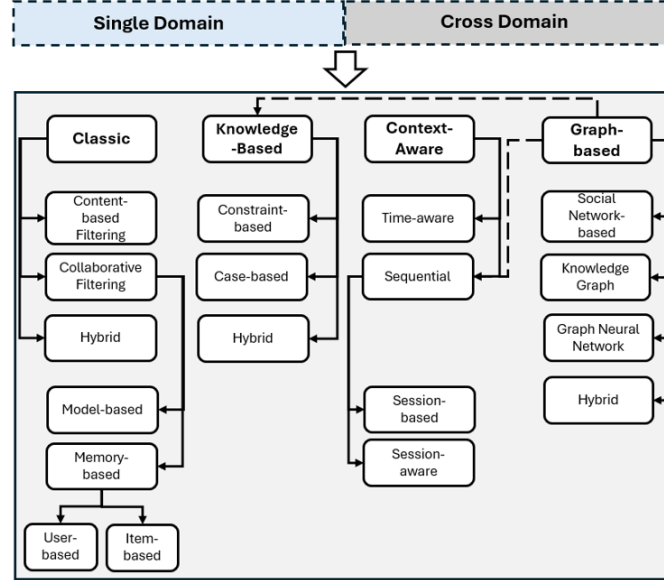 Single Domain
Cross Domain
Classic
Knowledge
-Based
Context-
Aware
Graph-
based
Content-
based
Filtering
Constraint-
based
Time-aware
Social
Network-
based
Collaborative
Filtering
Case-based
Sequential
Knowledge
Graph
Hybrid
Hybrid
Graph Neural
Network
Model-based
Session-
based
Hybrid
Memory-
based
Session-
aware
User-
based
Item-
based